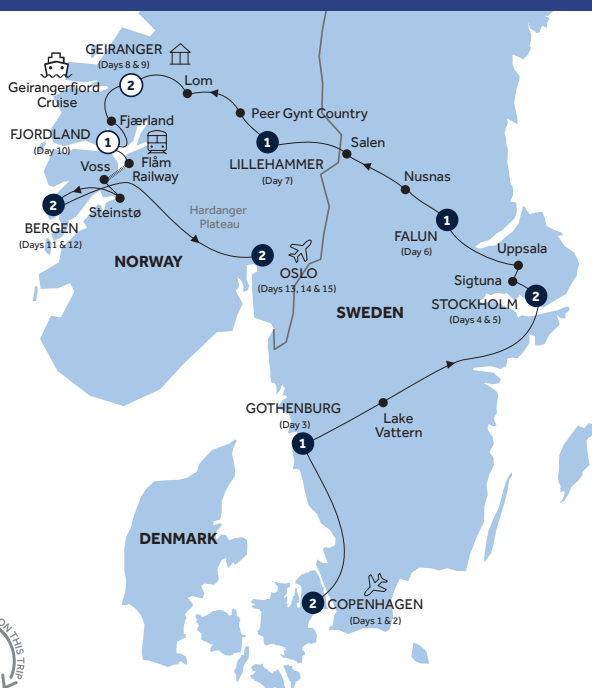 GEIRANGER
(Days 8 & 9)
2
Geirangerfjord
Cruise
Lom
Fjærland
Peer Gynt Country
FJORDLAND
(Day 10)
1
Voss
Flåm
Railway
1
LILLEHAMMER
(Day 7)
Salen
Nusnas
2
BERGEN
(Days 11 & 12)
Steinstø
Hardanger
Plateau
1
FALUN
(Day 6)
NORWAY
2
OSLO
(Days 13, 14 & 15)
Uppsala
Sigtuna
2
STOCKHOLM
(Days 4 & 5)
SWEDEN
GOTHENBURG
(Day 3)
1
Lake
Vattern
DENMARK
2
COPENHAGEN
(Days 1 & 2)
ON THIS TRIP